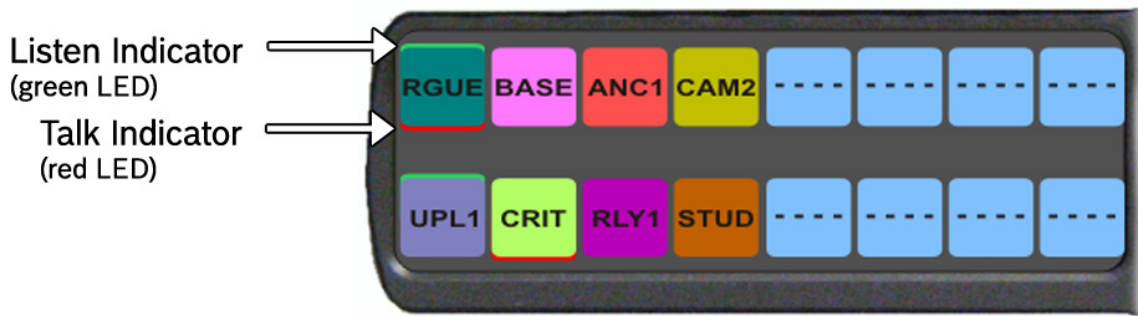 Listen Indicator
(green LED)
Talk Indicator
(red LED)
RGUE BASE ANC1 CAM2 ---- ---- ---- ----
UPL1 CRIT RLY1 STUD ---- ---- ---- ----